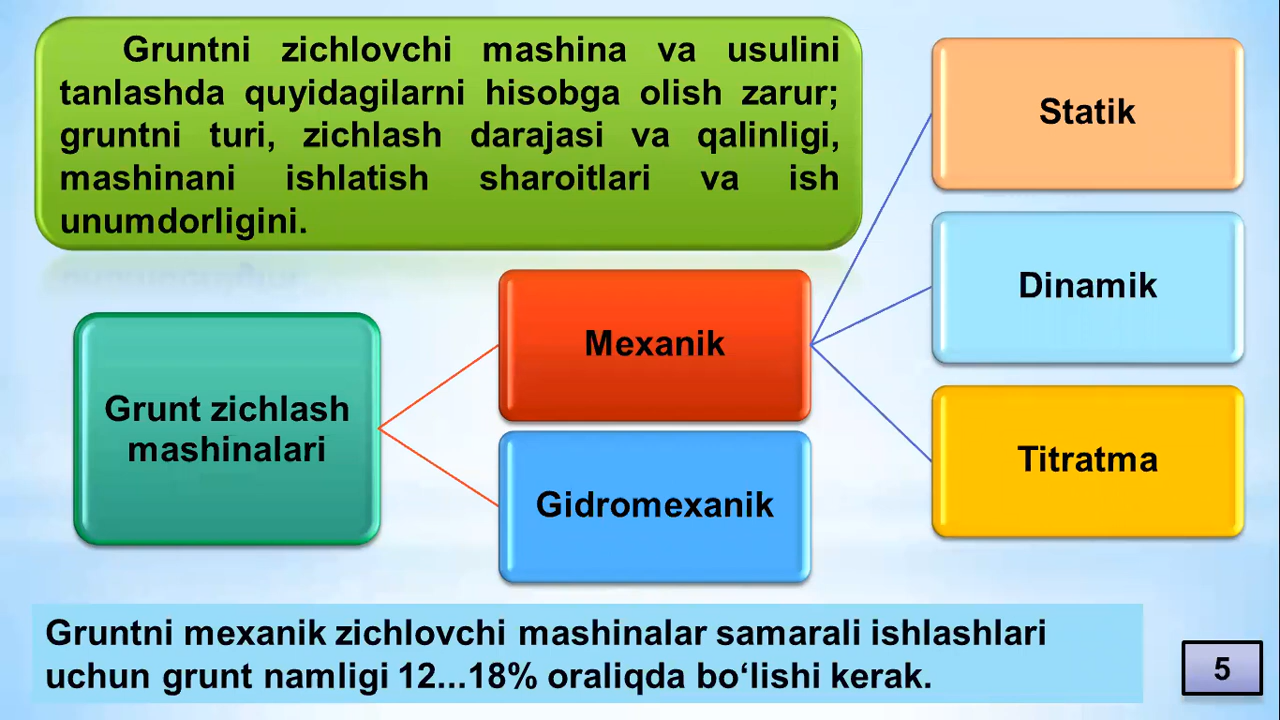 Gruntni zichlovchi mashina va usulini
tanlashda quyidagilarni hisobga olish zarur;
gruntni turi, zichlash darajasi va qalinligi,
mashinani ishlatish sharoitlari va ish
unumdorligini.
Grunt zichlash
mashinalari
Mexanik
Gidromexanik
Statik
Dinamik
Titratma
Gruntni mexanik zichlovchi mashinalar samarali ishlashlari
uchun grunt namligi 12...18% oraliqda bo‘lishi kerak.
5